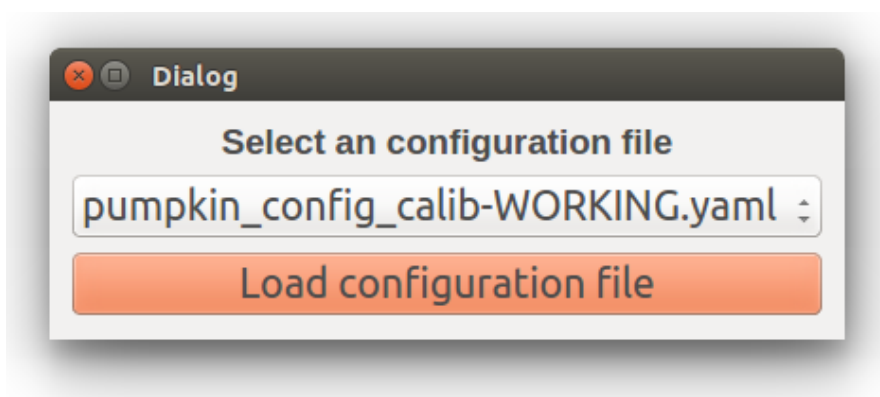 Dialog
Select an configuration file
pumpkin_config_calib-WORKING.yaml
Load configuration file